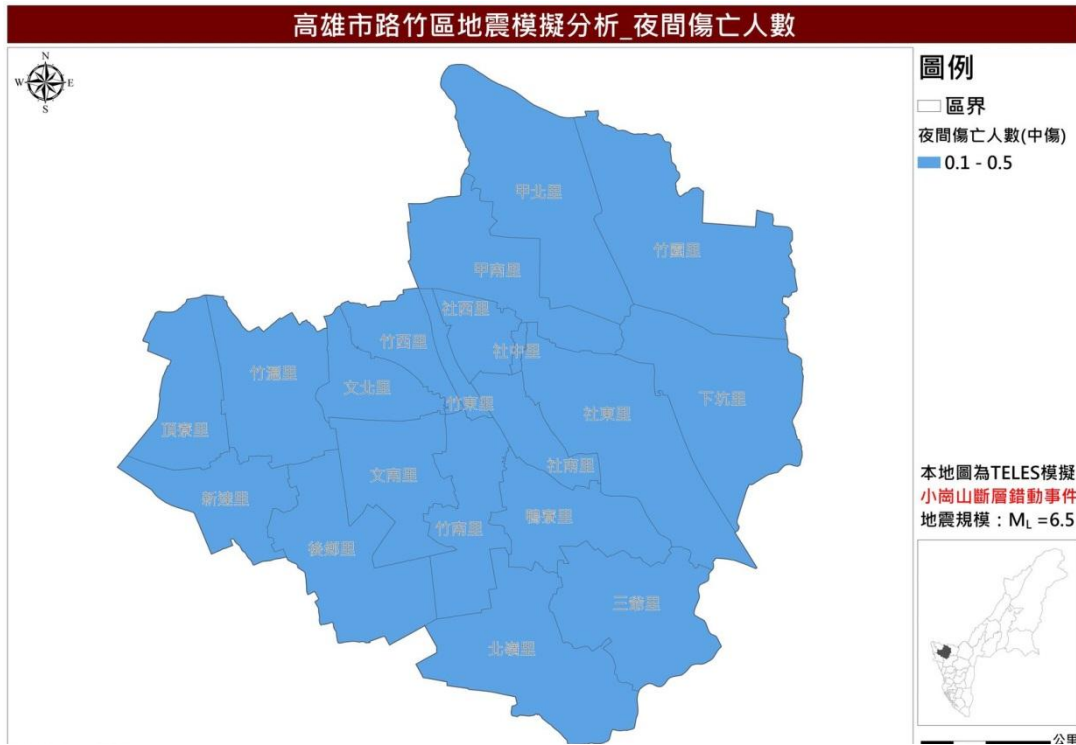 高雄市路竹區地震模擬分析_夜間傷亡人數
N
W E
S
圖例
區界
夜間傷亡人數(中傷)
0.1 - 0.5
甲北里
竹園里
甲南里
社西里
竹西里
社中里
竹滬里
文北里
竹東里
社東里
下坑里
頂寮里
社南里
文南里
新達里
鴨寮里
竹南里
後鄉里
三爺里
北嶺里
本地圖為TELES模擬
小崗山斷層錯動事件
地震規模：ML =6.5
公里